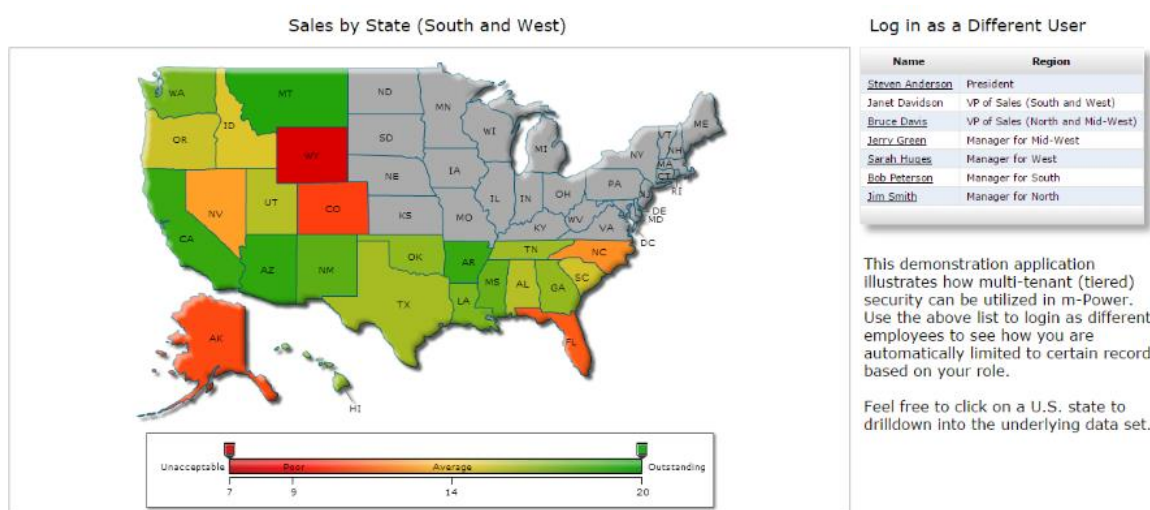 Sales by State (South and West)
Log in as a Different User
Name Region
Steven Anderson President
Janet Davidson VP of Sales (South and West)
Bruce Davis VP of Sales (North and Mid-West)
Jerry Green Manager for Mid-West
Sarah Huges Manager for West
Bob Peterson Manager for South
Jim Smith Manager for North
This demonstration application
illustrates how multi-tenant (tiered)
security can be utilized in m-Power.
Use the above list to login as different
employees to see how you are
automatically limited to certain record
based on your role.
Feel free to click on a U.S. state to
drilldown into the underlying data set.
WA
MT
ND
MN
ME
OR
ID
SD
WI
VT
NH
WY
MI
NY
MA
CT
RI
NE
IA
PA
NJ
NV
UT
CO
IL
IN
OH
DE
MD
KS
MO
KY
WV
VA
DC
CA
OK
TN
NC
AZ
NM
AR
SC
MS
AL
GA
TX
LA
AK
FL
HI
Unacceptable Poor Average Outstanding
7 9 14 20